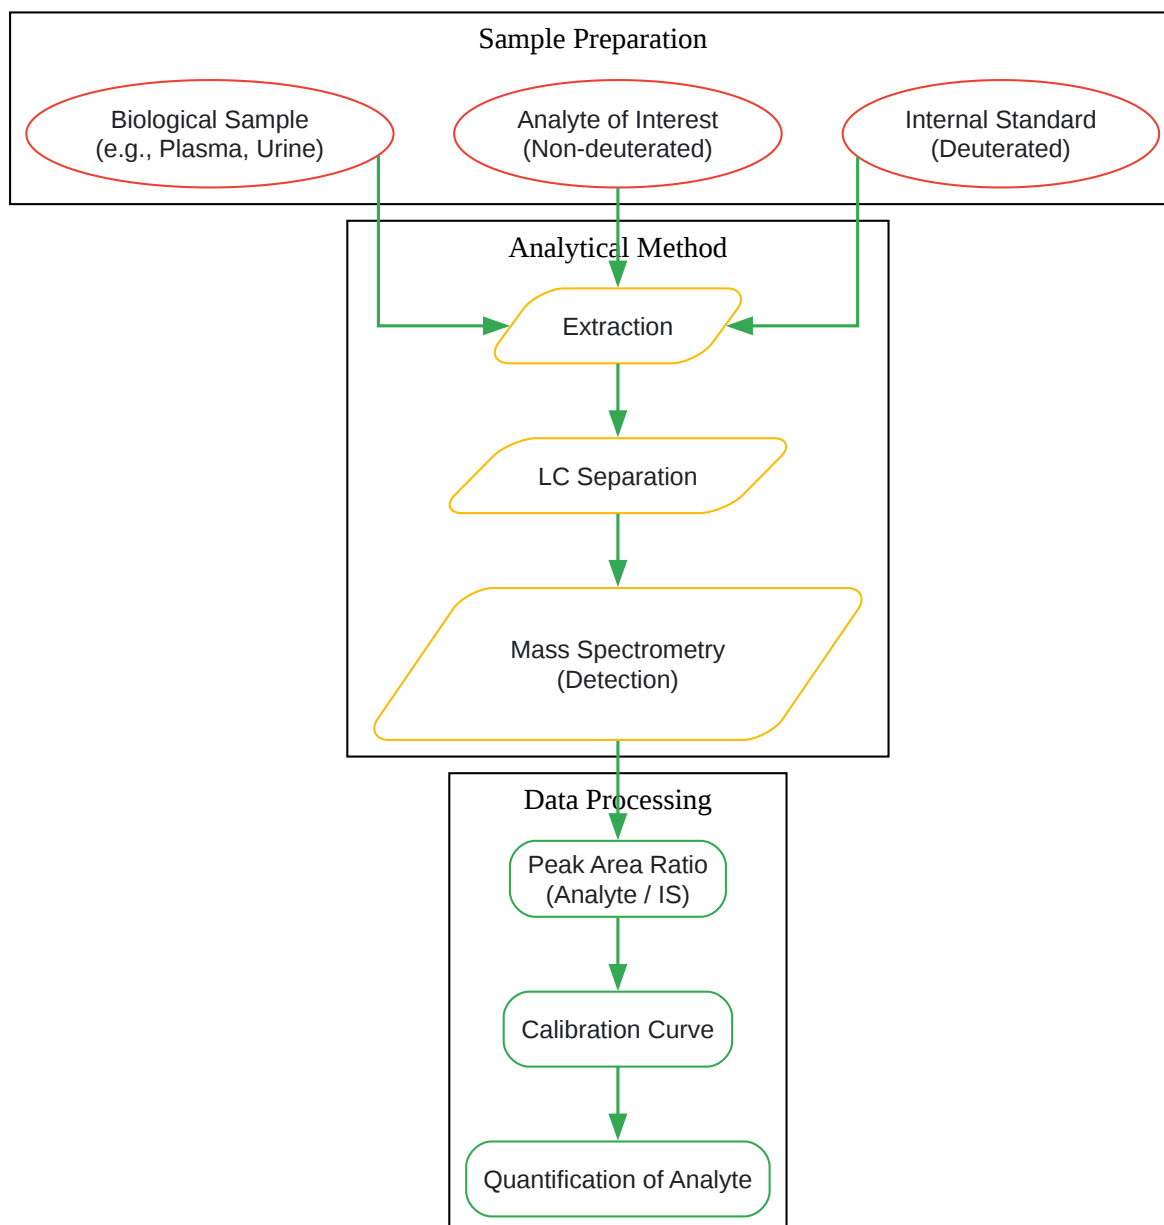 Sample Preparation
Biological Sample
(e.g., Plasma, Urine)
Analyte of Interest
(Non-deuterated)
Internal Standard
(Deuterated)
Analytical Method
Extraction
LC Separation
Mass Spectrometry
(Detection)
Data Processing
Peak Area Ratio
(Analyte / IS)
Calibration Curve
Quantification of Analyte